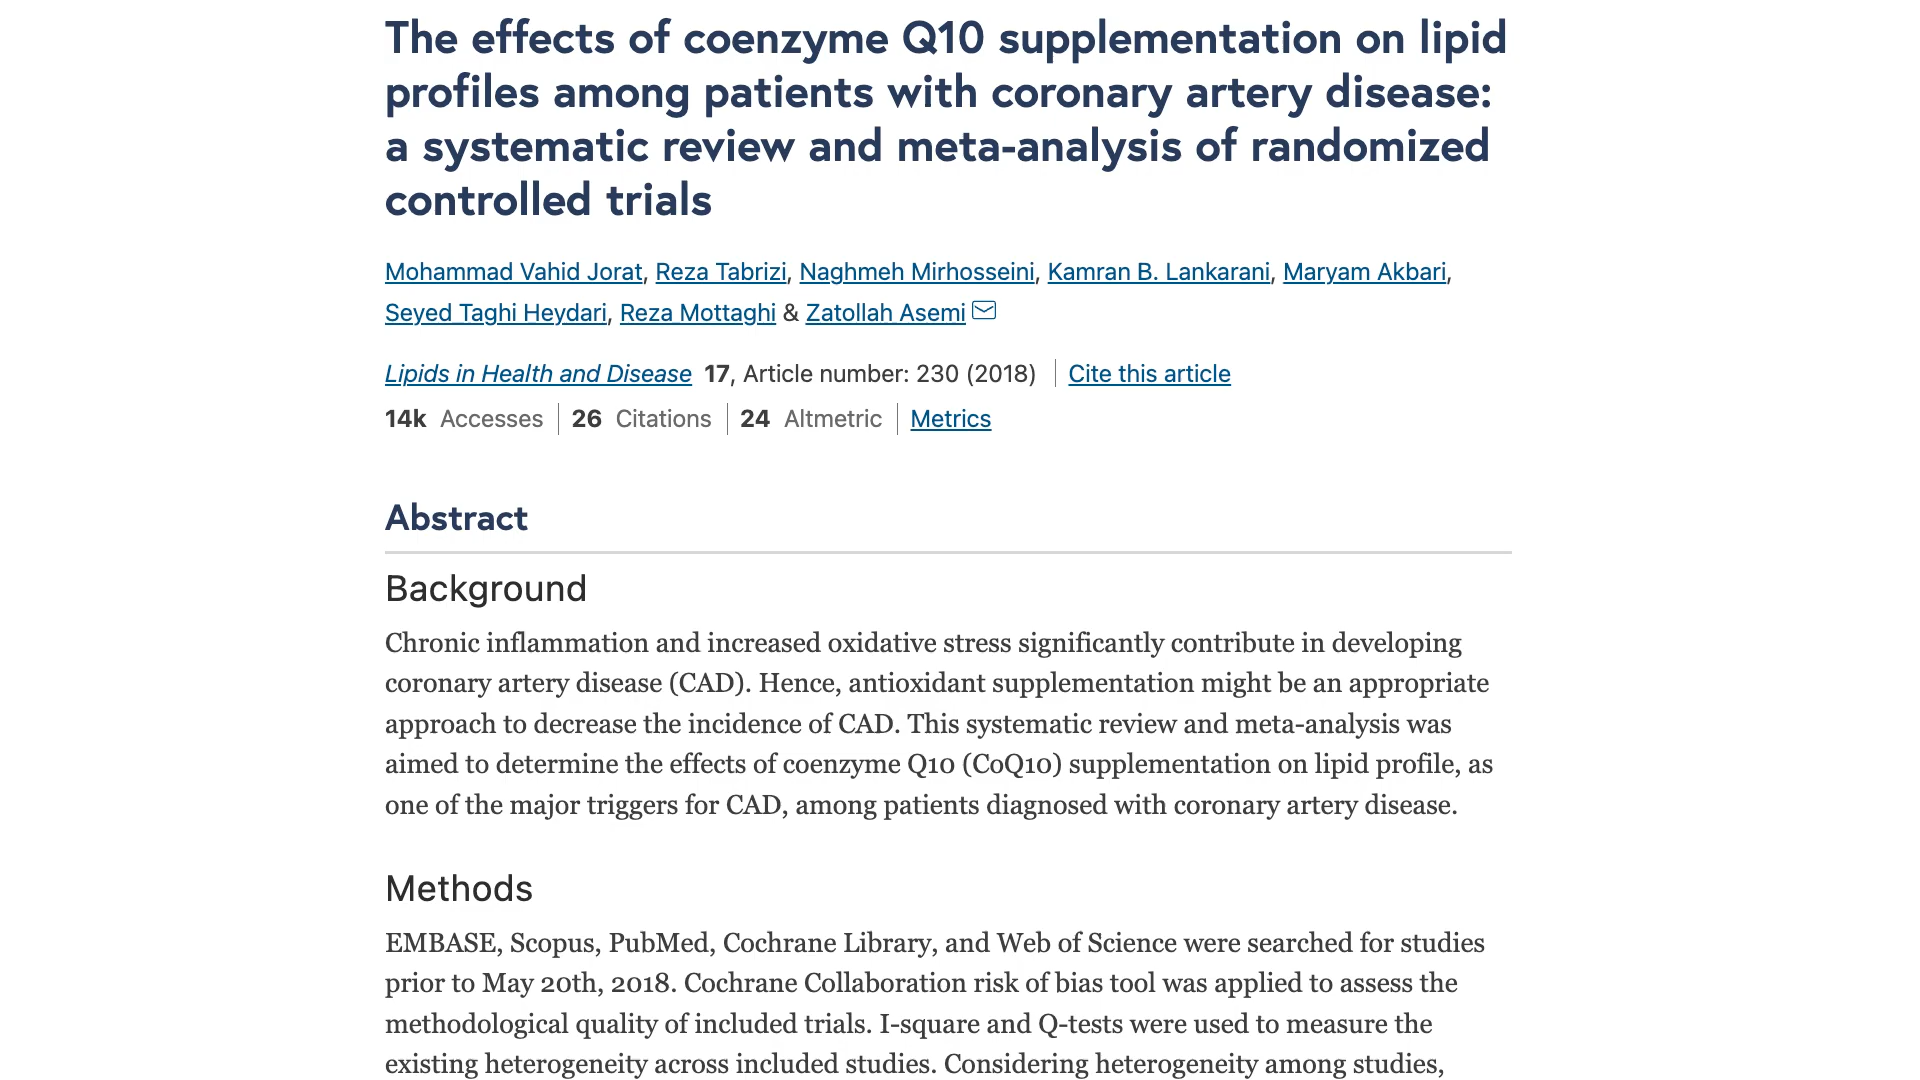 The effects of coenzyme Q10 supplementation on lipid
profiles among patients with coronary artery disease:
a systematic review and meta-analysis of randomized
controlled trials
Mohammad Vahid Jorat, Reza Tabrizi, Naghmeh Mirhosseini, Kamran B. Lankarani, Maryam Akbari,
Seyed Taghi Heydari, Reza Mottaghi & Zatollah Asemi
Lipids in Health and Disease 17, Article number: 230 (2018) Cite this article
14k Accesses 26 Citations 24 Altmetric Metrics
Abstract
Background
Chronic inflammation and increased oxidative stress significantly contribute in developing
coronary artery disease (CAD). Hence, antioxidant supplementation might be an appropriate
approach to decrease the incidence of CAD. This systematic review and meta-analysis was
aimed to determine the effects of coenzyme Q10 (CoQ10) supplementation on lipid profile, as
one of the major triggers for CAD, among patients diagnosed with coronary artery disease.
Methods
EMBASE, Scopus, PubMed, Cochrane Library, and Web of Science were searched for studies
prior to May 20th, 2018. Cochrane Collaboration risk of bias tool was applied to assess the
methodological quality of included trials. I-square and Q-tests were used to measure the
existing heterogeneity across included studies. Considering heterogeneity among studies,